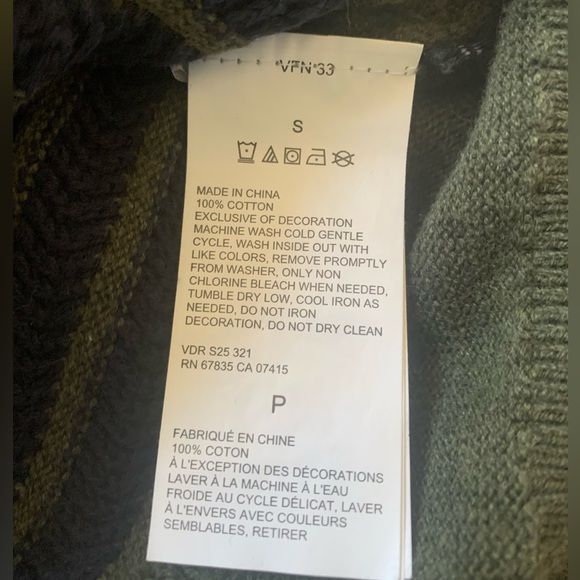 VFN 33
S
MADE IN CHINA
100% COTTON
EXCLUSIVE OF DECORATION
MACHINE WASH COLD GENTLE
CYCLE, WASH INSIDE OUT WITH
LIKE COLORS, REMOVE PROMPTLY
FROM WASHER, ONLY NON
CHLORINE BLEACH WHEN NEEDED,
TUMBLE DRY LOW, COOL IRON AS
NEEDED, DO NOT IRON
DECORATION, DO NOT DRY CLEAN
VDR S25 321
RN 67835 CA 07415
P
FABRIQUÉ EN CHINE
100% COTON
À L'EXCEPTION DES DÉCORATIONS
LAVER À LA MACHINE À L'EAU
FROIDE AU CYCLE DÉLICAT, LAVER
À L'ENVERS AVEC COULEURS
SEMBLABLES, RETIRER